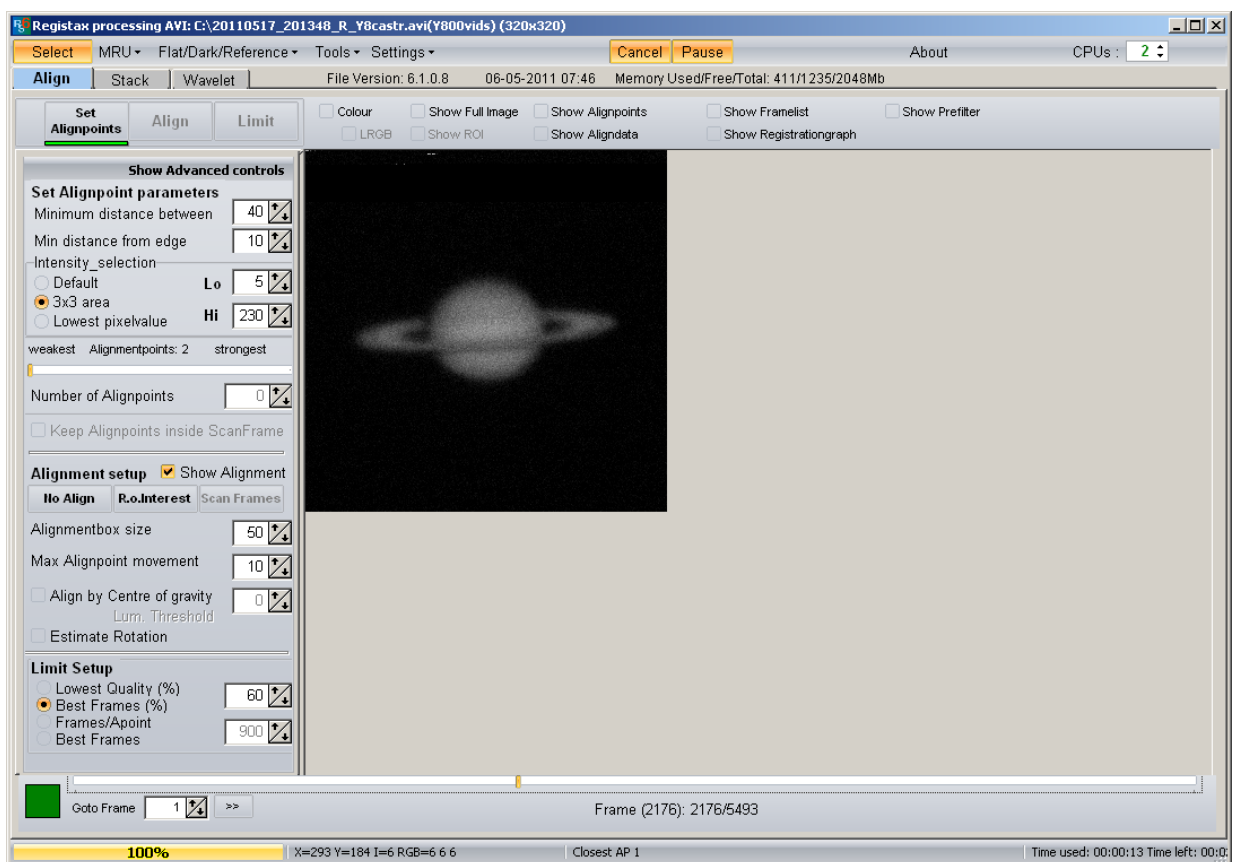 Registax processing AVI: C:\20110517_201348_R_Y8castr.avi(Y800vids) (320x320)
Select MRU Flat/Dark/Reference Tools Settings Cancel Pause About CPUs : 2
Align Stack Wavelet File Version: 6.1.0.8 06-05-2011 07:46 Memory Used/Free/Total: 411/1235/2048Mb
Set Alignpoints Align Limit
Colour Show Full Image Show Alignpoints Show Framelist Show Prefilter
LRGB Show ROI Show Aligndata Show Registrationgraph
Show Advanced controls
Set Alignpoint parameters
Minimum distance between 40
Min distance from edge 10
Intensity_selection
Default Lo 5
3x3 area
Lowest pixelvalue Hi 230
weakest Alignmentpoints: 2 strongest
Number of Alignpoints 0
Keep Alignpoints inside ScanFrame
Alignment setup Show Alignment
No Align R.o.Interest Scan Frames
Alignmentbox size 50
Max Alignpoint movement 10
Align by Centre of gravity 0
Lum. Threshold
Estimate Rotation
Limit Setup
Lowest Quality (%)
Best Frames (%) 60
Frames/Apoint
Best Frames 900
Goto Frame 1 >> Frame (2176): 2176/5493
100% X=293 Y=184 I=6 RGB=6 6 6 Closest AP 1 Time used: 00:00:13 Time left: 00:0